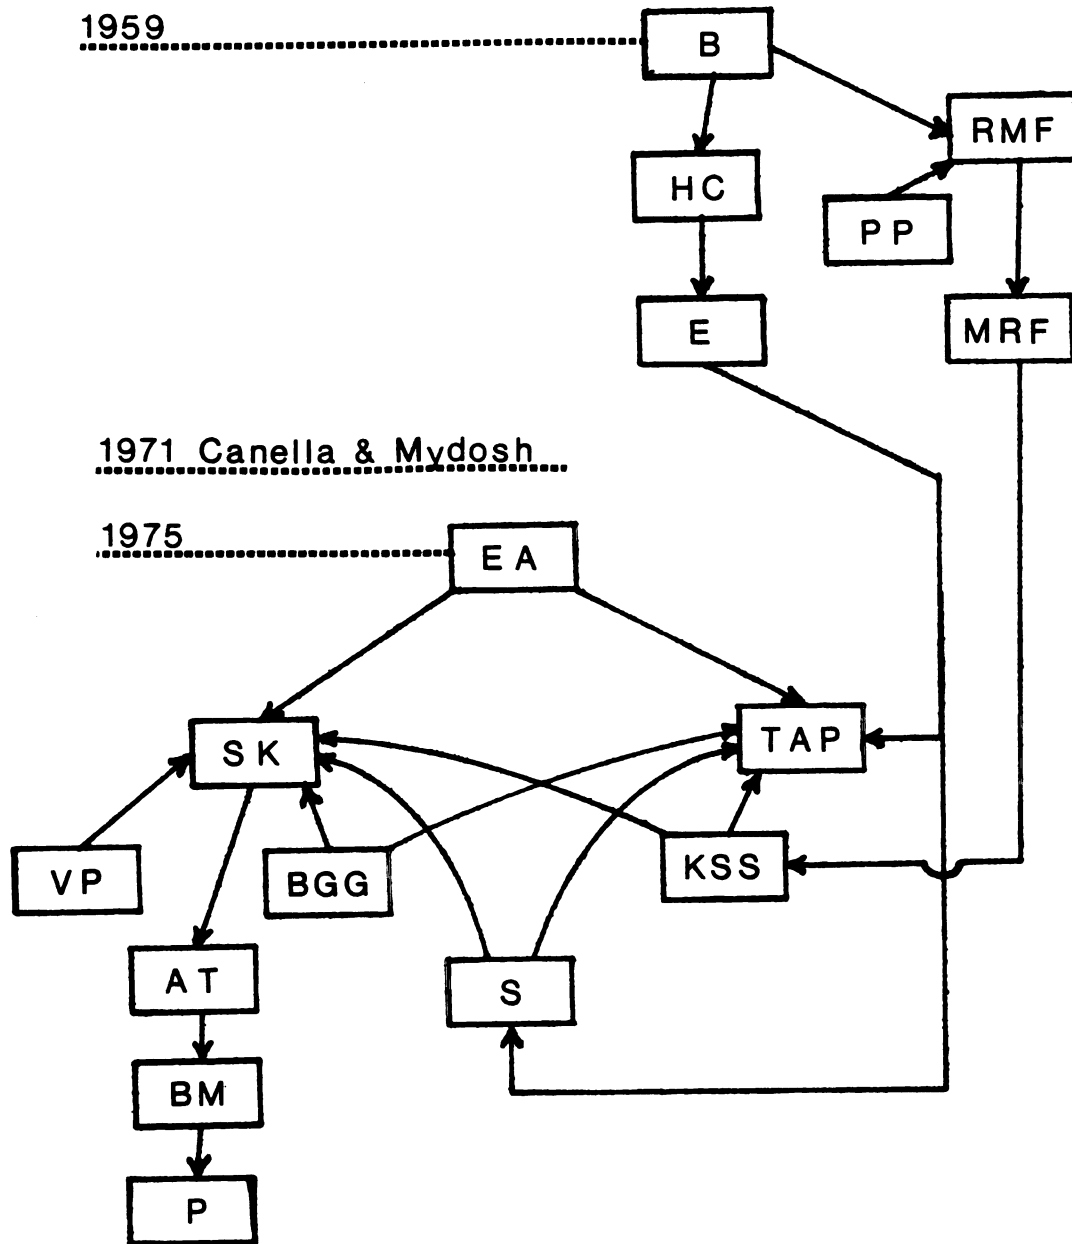 1959
B
RMF
HC
PP
E
MRF
1971 Canella & Mydosh
1975
EA
SK
TAP
VP
BGG
KSS
AT
S
BM
P